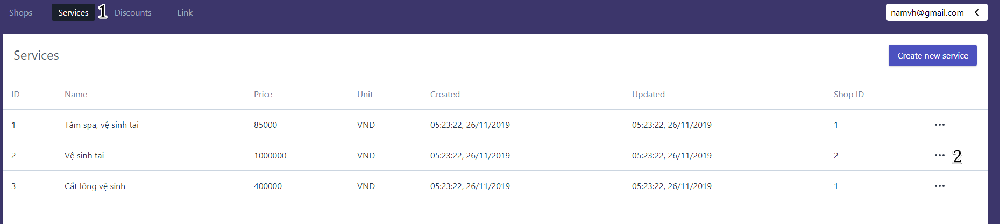 Shops Services 1 Discounts Link namvh@gmail.com
Services Create new service
ID Name Price Unit Created Updated Shop ID
1 Tắm spa, vệ sinh tai 85000 VND 05:23:22, 26/11/2019 05:23:22, 26/11/2019 1 •••
2 Vệ sinh tai 1000000 VND 05:23:22, 26/11/2019 05:23:22, 26/11/2019 2 ••• 2
3 Cắt lông vệ sinh 400000 VND 05:23:22, 26/11/2019 05:23:22, 26/11/2019 1 •••